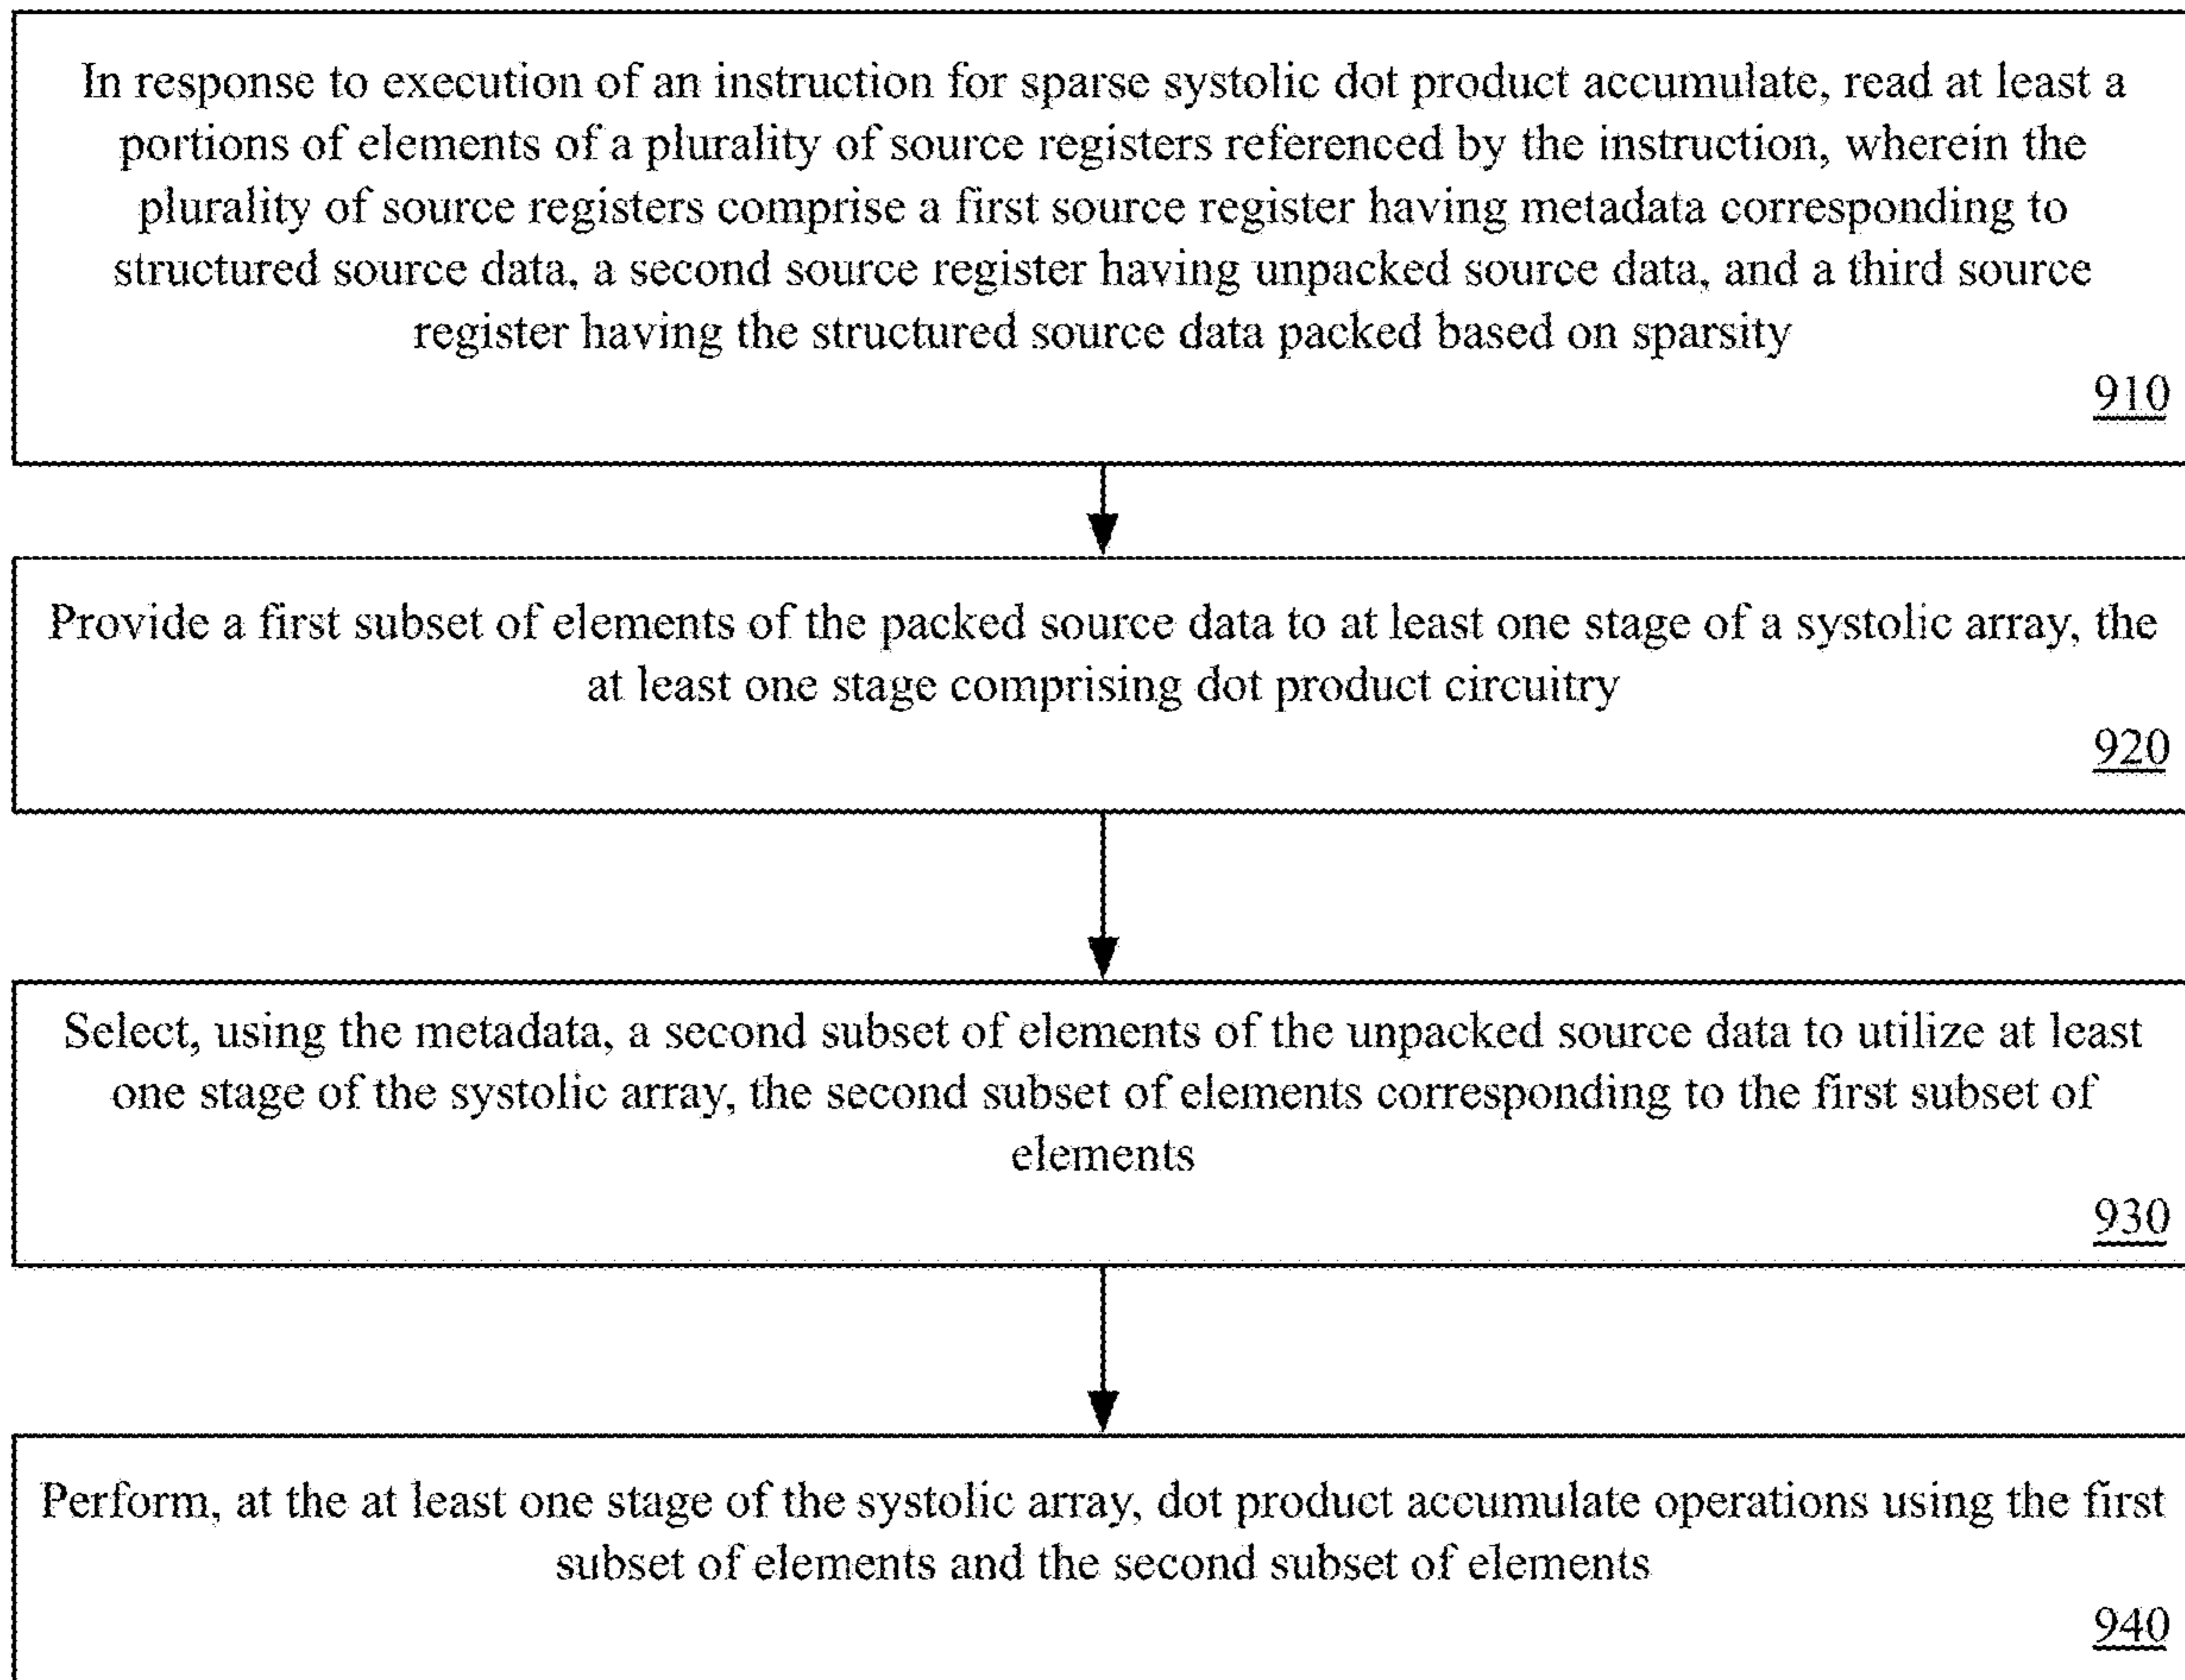 In response to execution of an instruction for sparse systolic dot product accumulate, read at least a
portions of elements of a plurality of source registers referenced by the instruction, wherein the
plurality of source registers comprise a first source register having metadata corresponding to
structured source data, a second source register having unpacked source data, and a third source
register having the structured source data packed based on sparsity
910
Provide a first subset of elements of the packed source data to at least one stage of a systolic array, the
at least one stage comprising dot product circuitry
920
Select, using the metadata, a second subset of elements of the unpacked source data to utilize at least
one stage of the systolic array, the second subset of elements corresponding to the first subset of
elements
930
Perform, at the at least one stage of the systolic array, dot product accumulate operations using the first
subset of elements and the second subset of elements
940